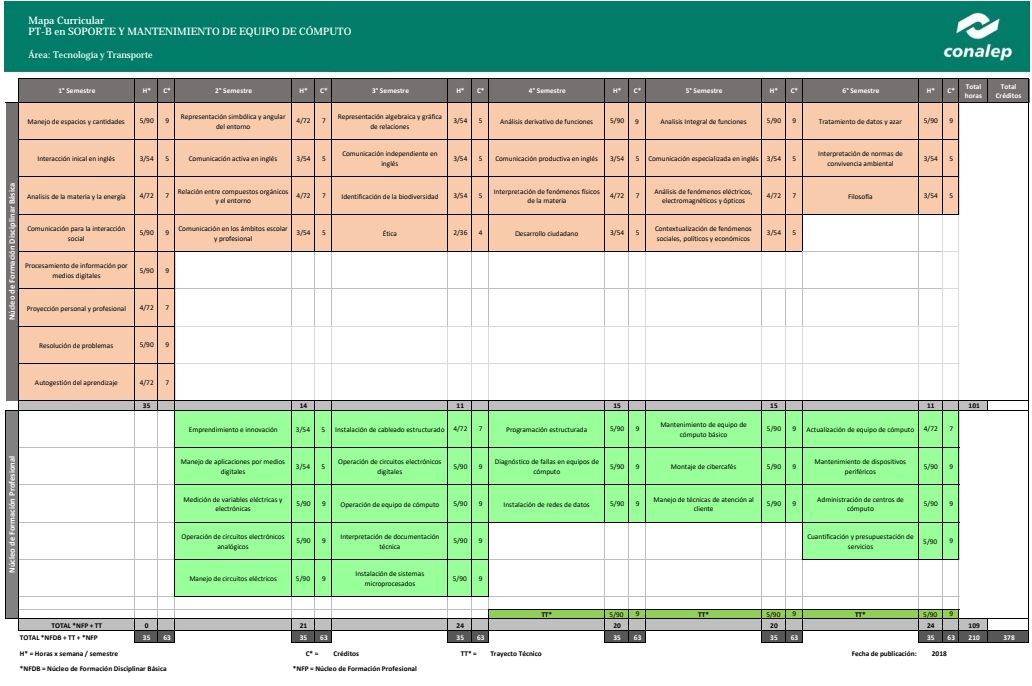 Mapa Curricular
PT-B en SOPORTE Y MANTENIMIENTO DE EQUIPO DE CÓMPUTO
Área: Tecnología y Transporte
conalep
1° Semestre H* C* 2° Semestre H* C* 3° Semestre H* C* 4° Semestre H* C* 5° Semestre H* C* 6° Semestre H* C* Total horas Total Créditos
Núcleo de Formación Disciplinar Básica
Manejo de espacios y cantidades 5/90 9 Representación simbólica y angular del entorno 4/72 7 Representación algebraica y gráfica de relaciones 3/54 5 Análisis derivativo de funciones 5/90 9 Analisis Integral de funciones 5/90 9 Tratamiento de datos y azar 5/90 9
Interacción inical en inglés 3/54 5 Comunicación activa en inglés 3/54 5 Comunicación independiente en inglés 3/54 5 Comunicación productiva en inglés 3/54 5 Comunicación especializada en inglés 3/54 5 Interpretación de normas de convivencia ambiental 3/54 5
Analisis de la materia y la energía 4/72 7 Relación entre compuestos orgánicos y el entorno 4/72 7 Identificación de la biodiversidad 3/54 5 Interpretación de fenómenos físicos de la materia 4/72 7 Análisis de fenómenos eléctricos, electromagnéticos y ópticos 4/72 7 Filosofía 3/54 5
Comunicación para la interacción social 5/90 9 Comunicación en los ámbitos escolar y profesional 3/54 5 Ética 2/36 4 Desarrollo ciudadano 3/54 5 Contextualización de fenómenos sociales, políticos y económicos 3/54 5
Procesamiento de información por medios digitales 5/90 9
Proyección personal y profesional 4/72 7
Resolución de problemas 5/90 9
Autogestión del aprendizaje 4/72 7
35 14 11 15 15 11 101
Núcleo de Formación Profesional
Emprendimiento e innovación 3/54 5 Instalación de cableado estructurado 4/72 7 Programación estructurada 5/90 9 Mantenimiento de equipo de cómputo básico 5/90 9 Actualización de equipo de cómputo 4/72 7
Manejo de aplicaciones por medios digitales 3/54 5 Operación de circuitos electrónicos digitales 5/90 9 Diagnóstico de fallas en equipos de cómputo 5/90 9 Montaje de cibercafés 5/90 9 Mantenimiento de dispositivos periféricos 5/90 9
Medición de variables eléctricas y electrónicas 5/90 9 Operación de equipo de cómputo 5/90 9 Instalación de redes de datos 5/90 9 Manejo de técnicas de atención al cliente 5/90 9 Administración de centros de cómputo 5/90 9
Operación de circuitos electrónicos analógicos 5/90 9 Interpretación de documentación técnica 5/90 9 Cuantificación y presupuestación de servicios 5/90 9
Manejo de circuitos eléctricos 5/90 9 Instalación de sistemas microprocesados 5/90 9
TT* 5/90 9 TT* 5/90 9 TT* 5/90 9
TOTAL *NFP + TT 0 21 24 20 20 24 109
TOTAL *NFDB + TT + *NFP 35 63 35 63 35 63 35 63 35 63 35 63 210 378
H* = Horas x semana / semestre C* = Créditos TT* = Trayecto Técnico Fecha de publicación: 2018
*NFDB = Núcleo de Formación Disciplinar Básica *NFP = Núcleo de Formación Profesional